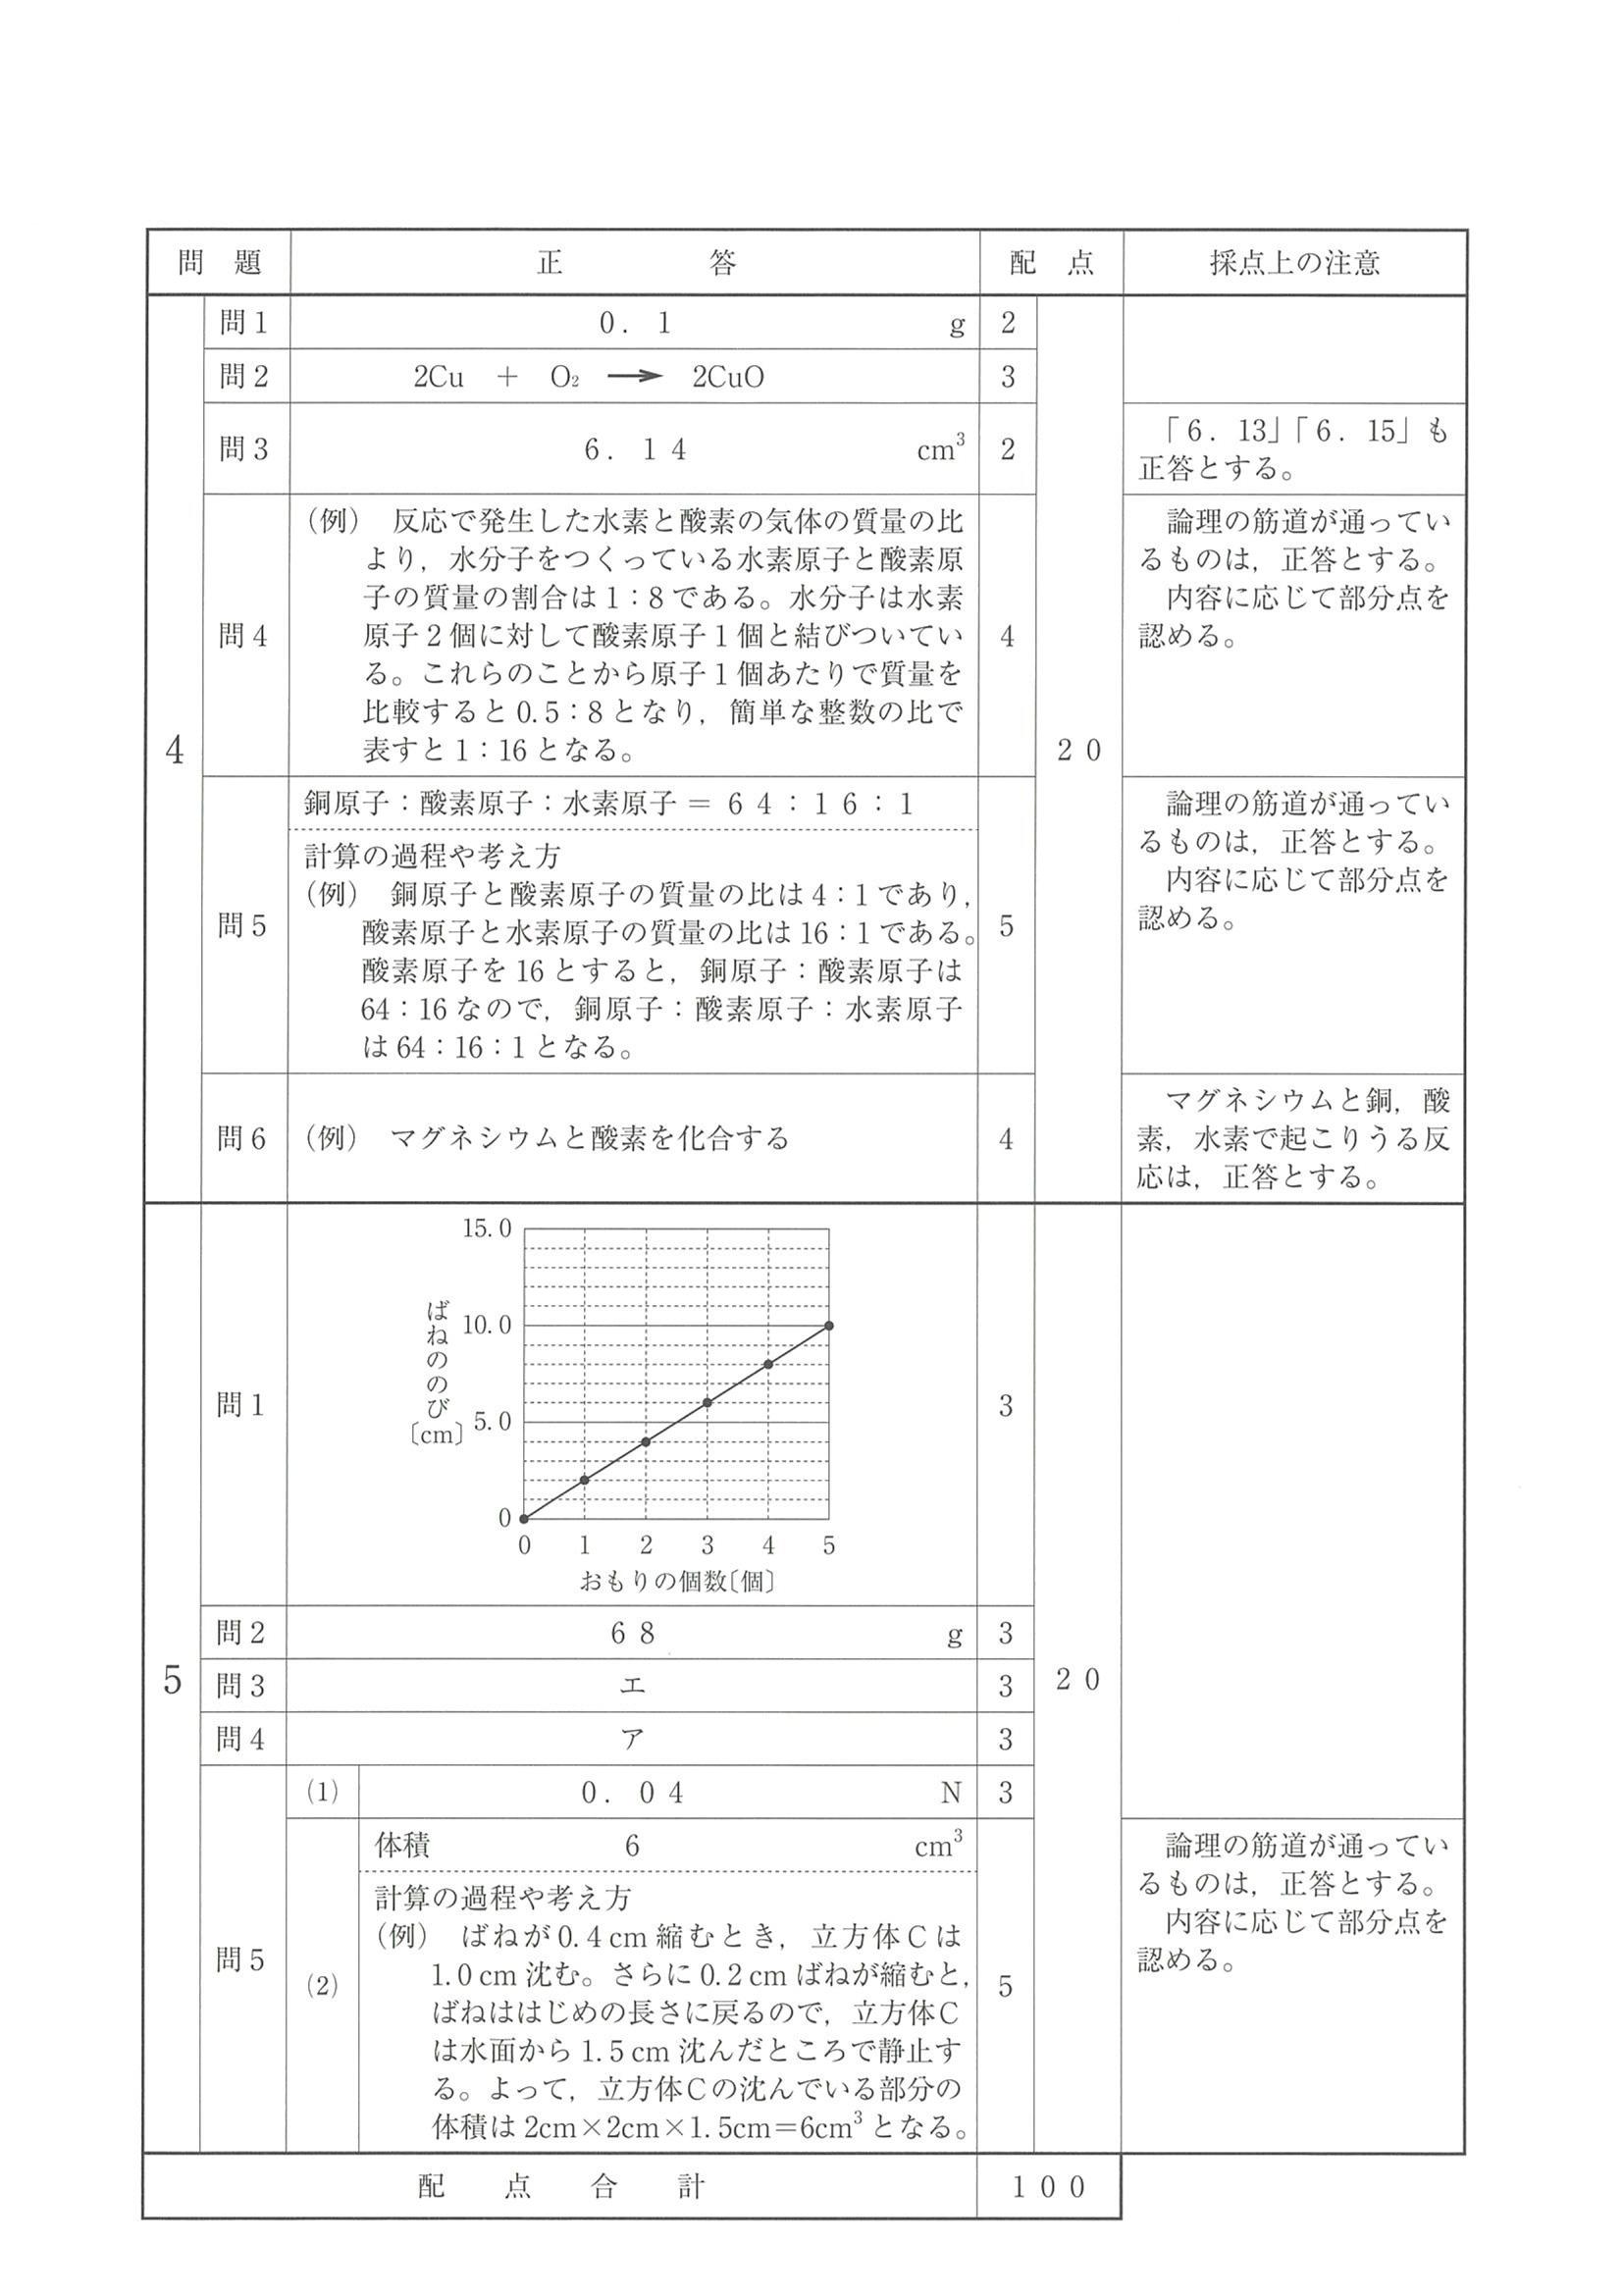 問　題　正　答　配　点　採点上の注意
4
問1　0．1　g　2
問2　2Cu　+　O₂　→　2CuO　3
問3　6．14　cm³　2
「6．13」「6．15」も
正答とする。
問4
（例）　反応で発生した水素と酸素の気体の質量の比
より，水分子をつくっている水素原子と酸素原
子の質量の割合は1：8である。水分子は水素
原子2個に対して酸素原子1個と結びついてい
る。これらのことから原子1個あたりで質量を
比較すると0.5：8となり，簡単な整数の比で
表すと1：16となる。
4
20
論理の筋道が通ってい
るものは，正答とする。
内容に応じて部分点を
認める。
問5
銅原子：酸素原子：水素原子 ＝ 64：16：1
計算の過程や考え方
（例）　銅原子と酸素原子の質量の比は4：1であり，
酸素原子と水素原子の質量の比は16：1である。
酸素原子を16とすると，銅原子：酸素原子は
64：16なので，銅原子：酸素原子：水素原子
は64：16：1となる。
5
論理の筋道が通ってい
るものは，正答とする。
内容に応じて部分点を
認める。
問6　（例）　マグネシウムと酸素を化合する　4
マグネシウムと銅，酸
素，水素で起こりうる反
応は，正答とする。
5
問1
ばねののび
〔cm〕
15.0
10.0
5.0
0
0　1　2　3　4　5
おもりの個数〔個〕
3
問2　68　g　3
問3　エ　3
20
問4　ア　3
問5
(1)　0．04　N　3
(2)
体積　6　cm³
計算の過程や考え方
（例）　ばねが0.4cm縮むとき，立方体Cは
1.0cm沈む。さらに0.2cmばねが縮むと，
ばねははじめの長さに戻るので，立方体C
は水面から1.5cm沈んだところで静止す
る。よって，立方体Cの沈んでいる部分の
体積は2cm×2cm×1.5cm＝6cm³となる。
5
論理の筋道が通ってい
るものは，正答とする。
内容に応じて部分点を
認める。
配　点　合　計　100